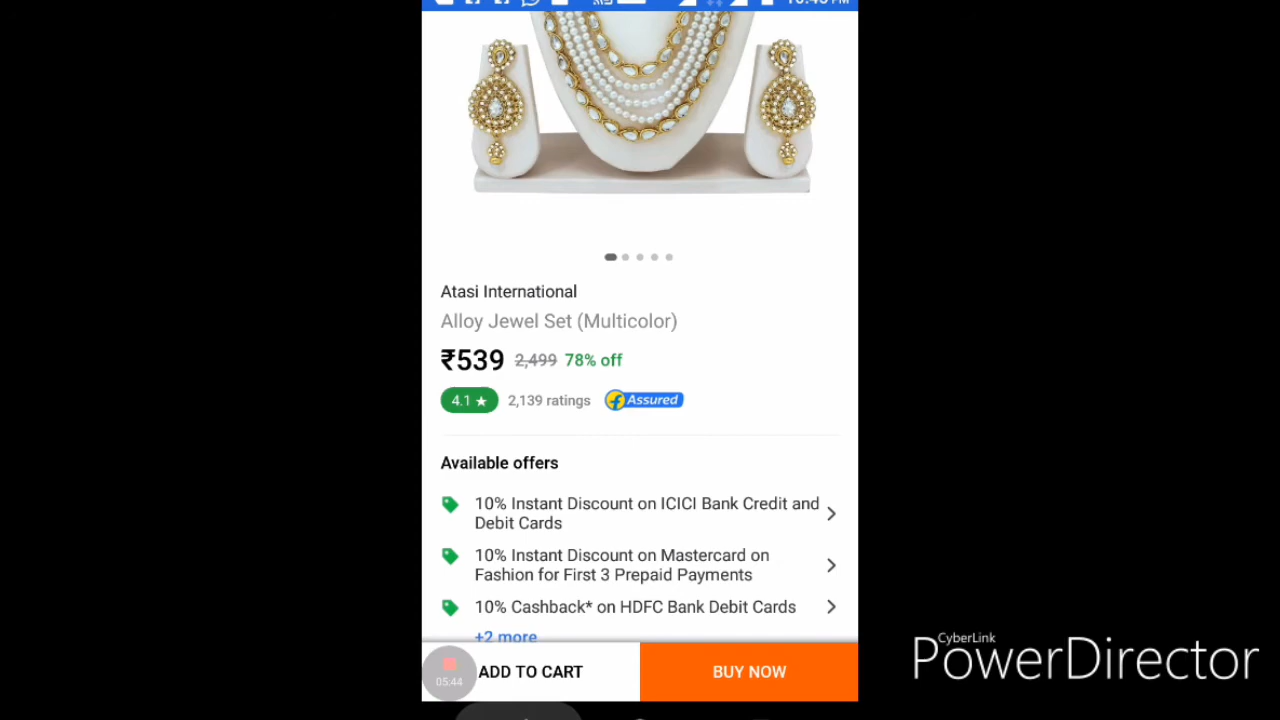 Atasi International
Alloy Jewel Set (Multicolor)
₹539 2,499 78% off
4.1 ★ 2,139 ratings f Assured
Available offers
10% Instant Discount on ICICI Bank Credit and
Debit Cards
10% Instant Discount on Mastercard on
Fashion for First 3 Prepaid Payments
10% Cashback* on HDFC Bank Debit Cards
+2 more
05:44
ADD TO CART
BUY NOW
CyberLink
PowerDirector